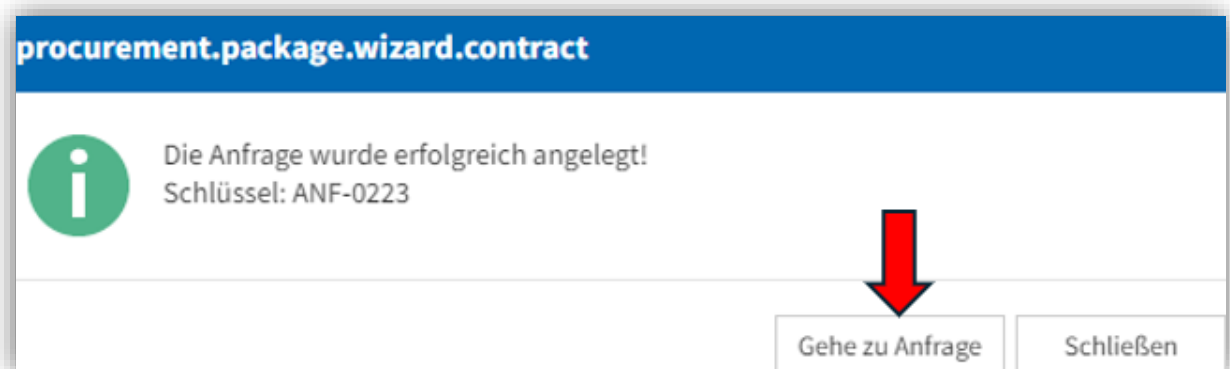 procurement.package.wizard.contract
Die Anfrage wurde erfolgreich angelegt!
Schlüssel: ANF-0223
Gehe zu Anfrage
Schließen